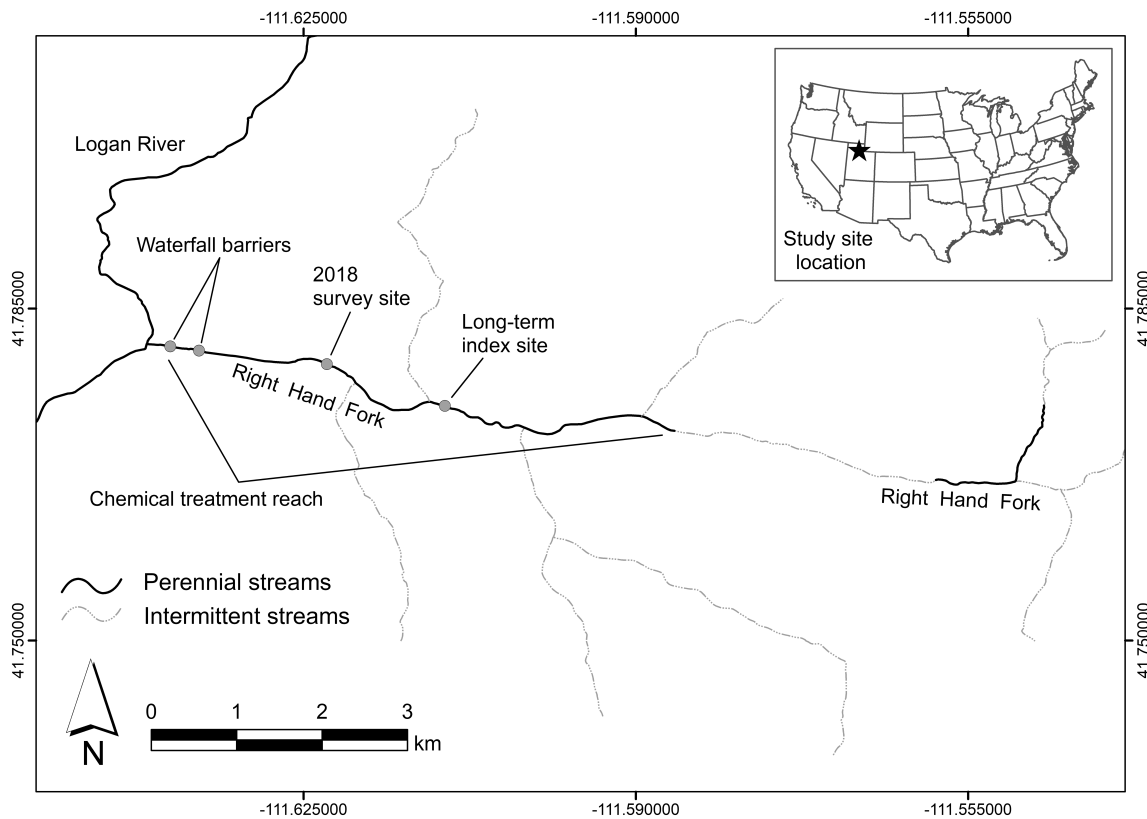 -111.625000 -111.590000 -111.555000
Logan River
Study site
location
Waterfall barriers
2018
survey site
41.785000 41.785000
Long-term
index site
Right Hand Fork
Chemical treatment reach
Right Hand Fork
Perennial streams
Intermittent streams
41.750000 41.750000
0 1 2 3
km
N
-111.625000 -111.590000 -111.555000